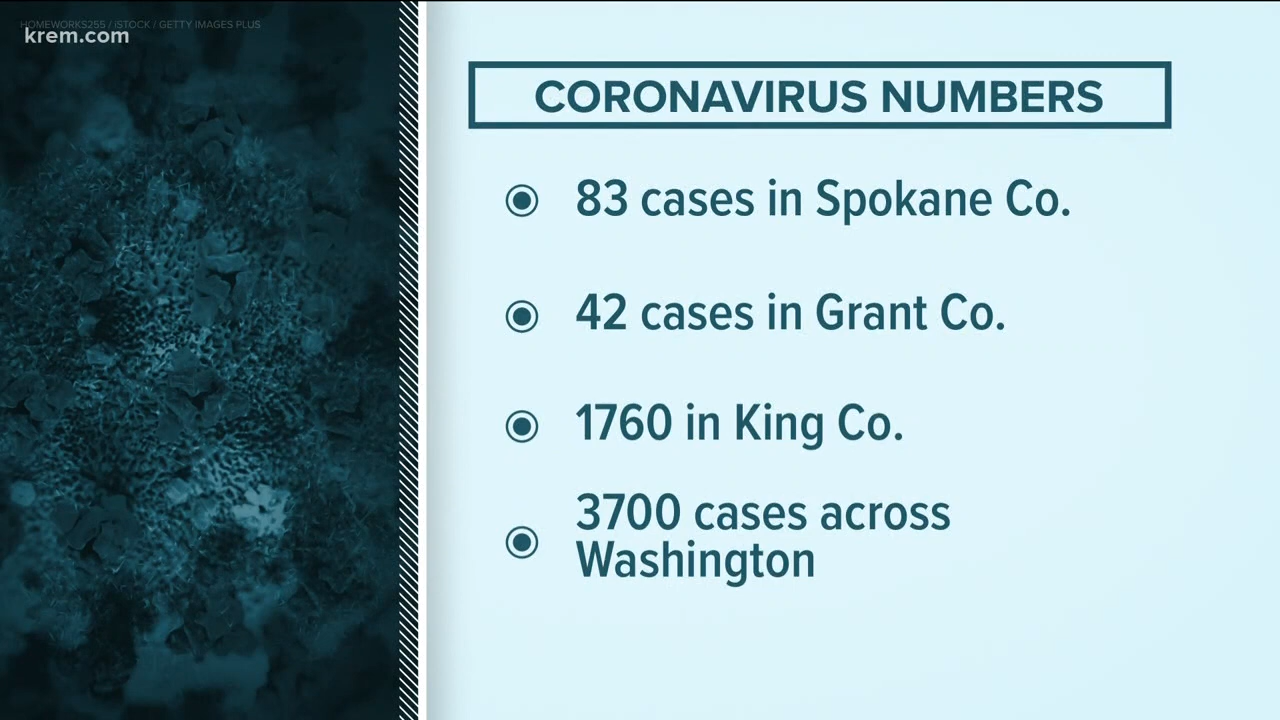 HOMEWORKS255 / iSTOCK / GETTY IMAGES PLUS
krem.com
CORONAVIRUS NUMBERS
83 cases in Spokane Co.
42 cases in Grant Co.
1760 in King Co.
3700 cases across
Washington